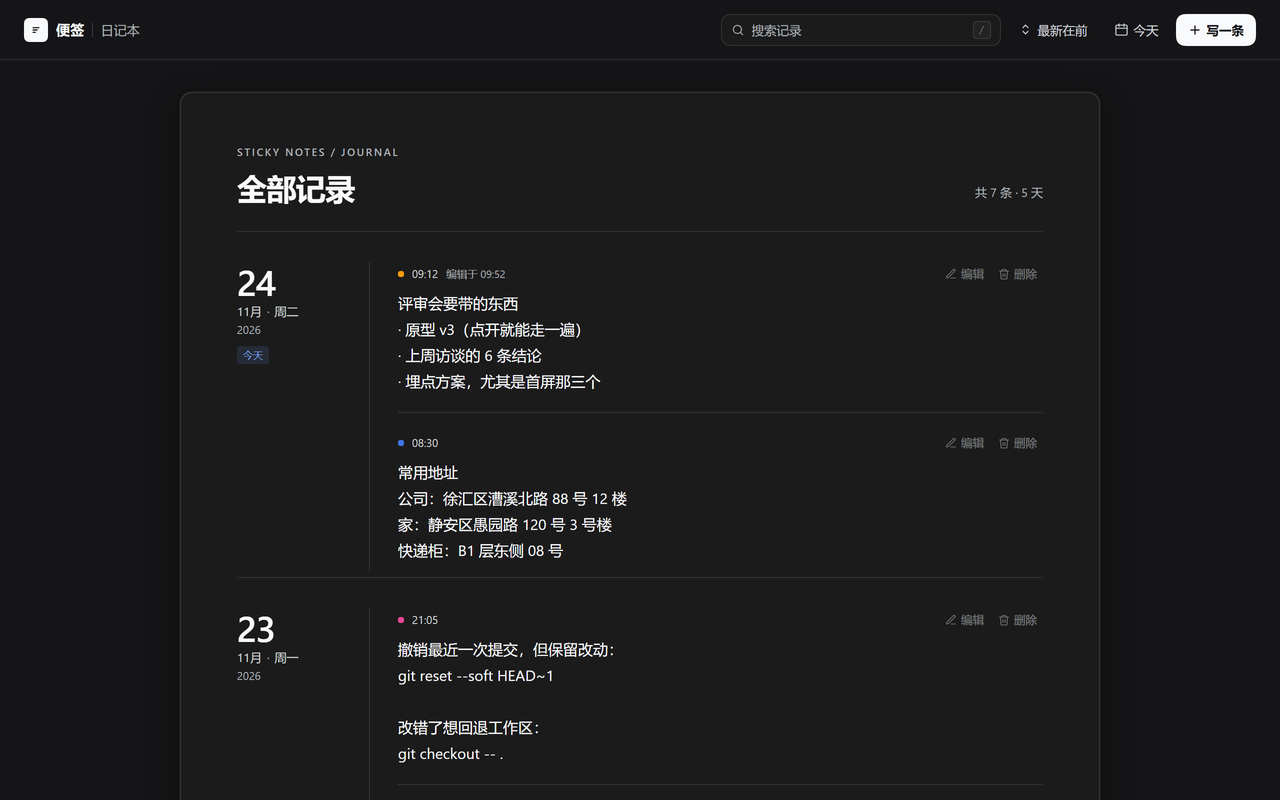 便签 日记本
搜索记录 /
最新在前
今天
写一条
STICKY NOTES / JOURNAL
全部记录
共 7 条 · 5 天
24
11月 · 周二
2026
今天
09:12 编辑于 09:52
编辑 删除
评审会要带的东西
· 原型 v3（点开就能走一遍）
· 上周访谈的 6 条结论
· 埋点方案，尤其是首屏那三个
08:30
编辑 删除
常用地址
公司：徐汇区漕溪北路 88 号 12 楼
家：静安区愚园路 120 号 3 号楼
快递柜：B1 层东侧 08 号
23
11月 · 周一
2026
21:05
编辑 删除
撤销最近一次提交，但保留改动：
git reset --soft HEAD~1
改错了想回退工作区：
git checkout -- .